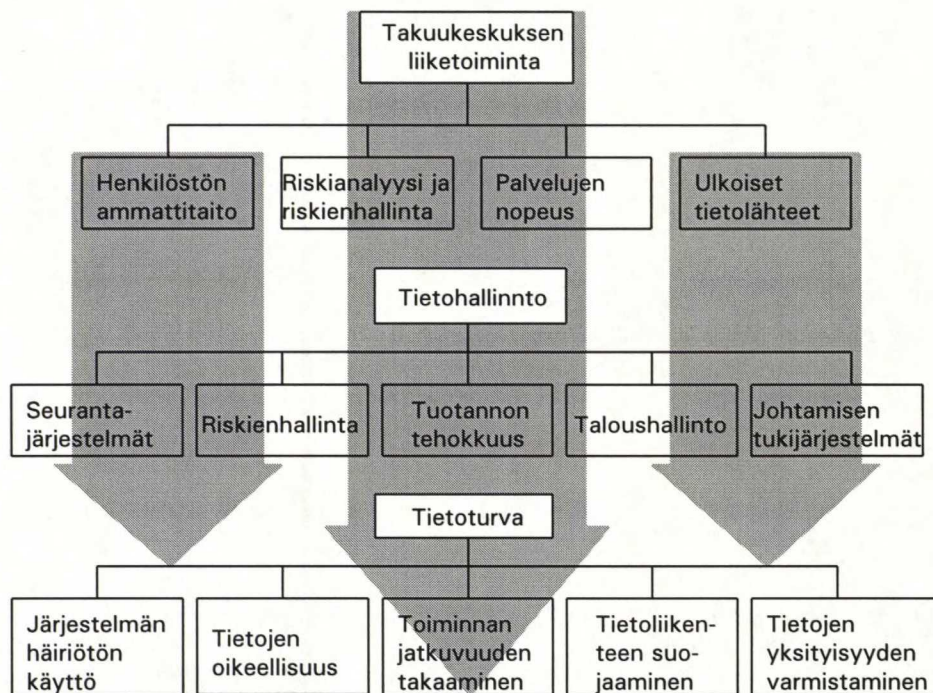 Takuukeskuksen
liiketoiminta
Henkilöstön
ammattitaito
Riskianalyysi ja
riskienhallinta
Palvelujen
nopeus
Ulkoiset
tietolähteet
Tietohallinnto
Seuranta-
järjestelmät
Riskienhallinta
Tuotannon
tehokkuus
Taloushallinto
Johtamisen
tukijärjestelmät
Tietoturva
Järjestelmän
häiriötön
käyttö
Tietojen
oikeellisuus
Toiminnan
jatkuvuuden
takaaminen
Tietoliiken-
teen suo-
jaaminen
Tietojen
yksityisyyden
varmistaminen